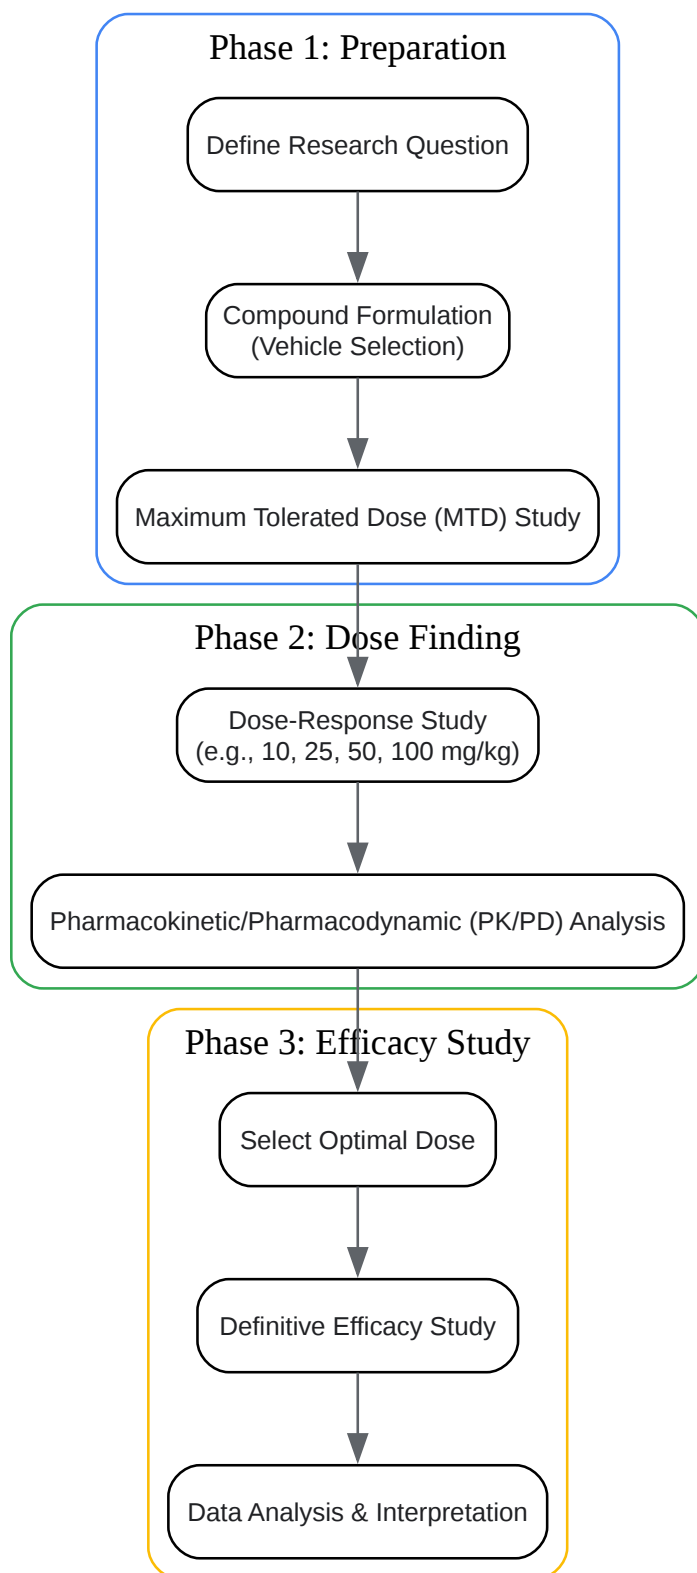 Phase 1: Preparation
Define Research Question
Compound Formulation
(Vehicle Selection)
Maximum Tolerated Dose (MTD) Study
Phase 2: Dose Finding
Dose-Response Study
(e.g., 10, 25, 50, 100 mg/kg)
Pharmacokinetic/Pharmacodynamic (PK/PD) Analysis
Phase 3: Efficacy Study
Select Optimal Dose
Definitive Efficacy Study
Data Analysis & Interpretation